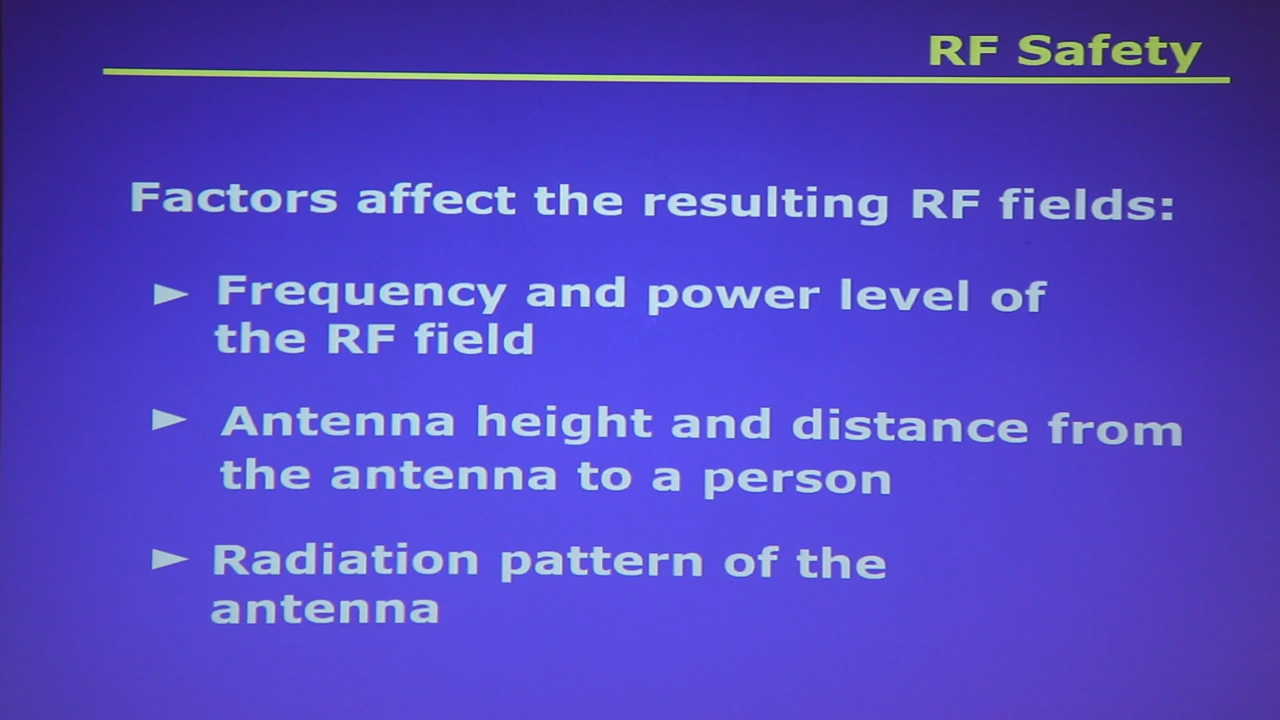 RF Safety
Factors affect the resulting RF fields:
► Frequency and power level of
the RF field
► Antenna height and distance from
the antenna to a person
► Radiation pattern of the
antenna